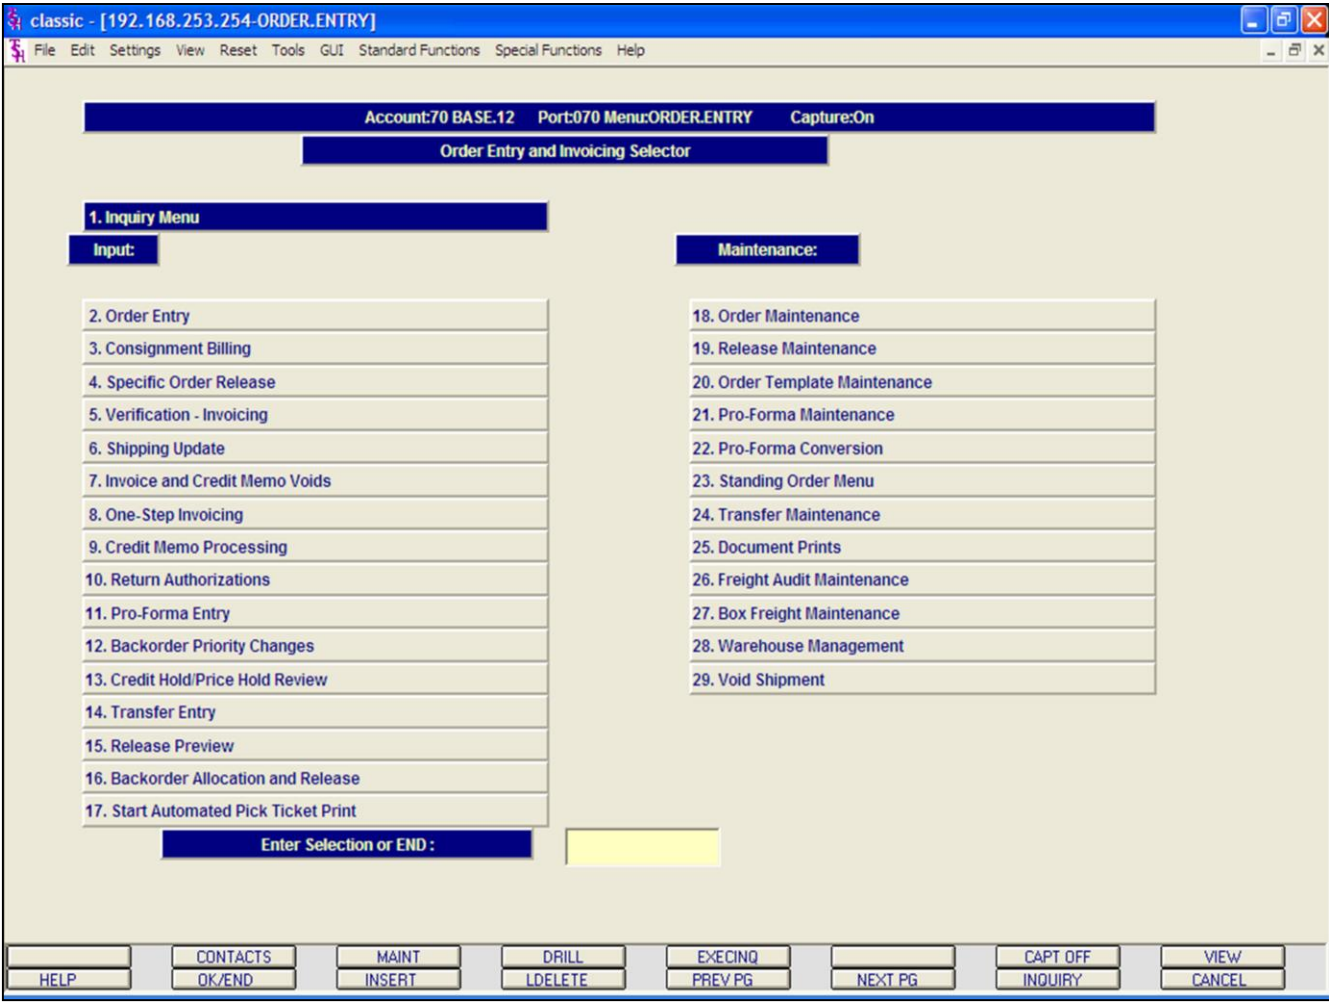 classic - [192.168.253.254-ORDER.ENTRY]
File Edit Settings View Reset Tools GUI Standard Functions Special Functions Help
Account:70 BASE.12 Port:070 Menu:ORDER.ENTRY Capture:On
Order Entry and Invoicing Selector
1. Inquiry Menu
Input:
2. Order Entry
3. Consignment Billing
4. Specific Order Release
5. Verification - Invoicing
6. Shipping Update
7. Invoice and Credit Memo Voids
8. One-Step Invoicing
9. Credit Memo Processing
10. Return Authorizations
11. Pro-Forma Entry
12. Backorder Priority Changes
13. Credit Hold/Price Hold Review
14. Transfer Entry
15. Release Preview
16. Backorder Allocation and Release
17. Start Automated Pick Ticket Print
Maintenance:
18. Order Maintenance
19. Release Maintenance
20. Order Template Maintenance
21. Pro-Forma Maintenance
22. Pro-Forma Conversion
23. Standing Order Menu
24. Transfer Maintenance
25. Document Prints
26. Freight Audit Maintenance
27. Box Freight Maintenance
28. Warehouse Management
29. Void Shipment
Enter Selection or END :
CONTACTS MAINT DRILL EXECINQ CAPT OFF VIEW
HELP OK/END INSERT LDELETE PREV PG NEXT PG INQUIRY CANCEL